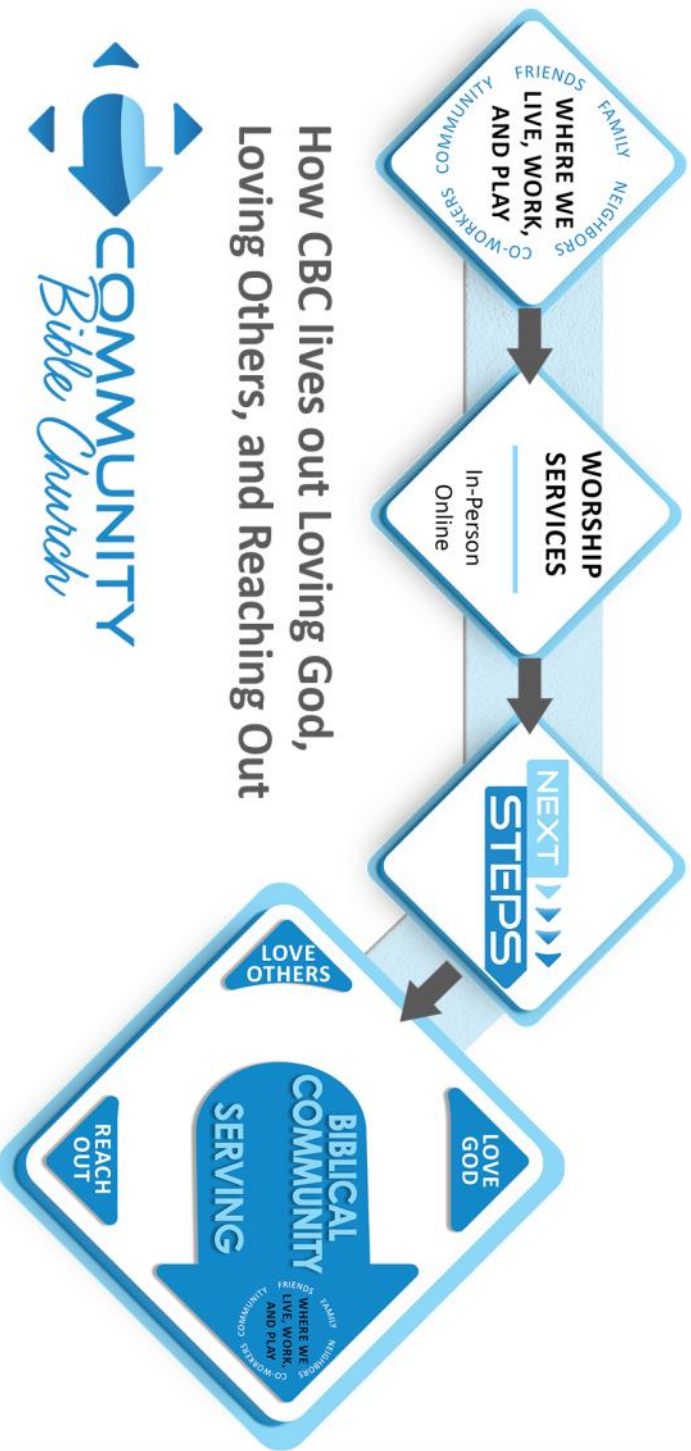 FRIENDS FAMILY NEIGHBORS CO-WORKERS COMMUNITY
WHERE WE
LIVE, WORK,
AND PLAY
WORSHIP
SERVICES
In-Person
Online
NEXT
STEPS
LOVE
GOD
LOVE
OTHERS
BIBLICAL
COMMUNITY
SERVING
FRIENDS FAMILY NEIGHBORS CO-WORKERS COMMUNITY
WHERE WE
LIVE, WORK,
AND PLAY
REACH
OUT
How CBC lives out Loving God,
Loving Others, and Reaching Out
COMMUNITY
Bible Church